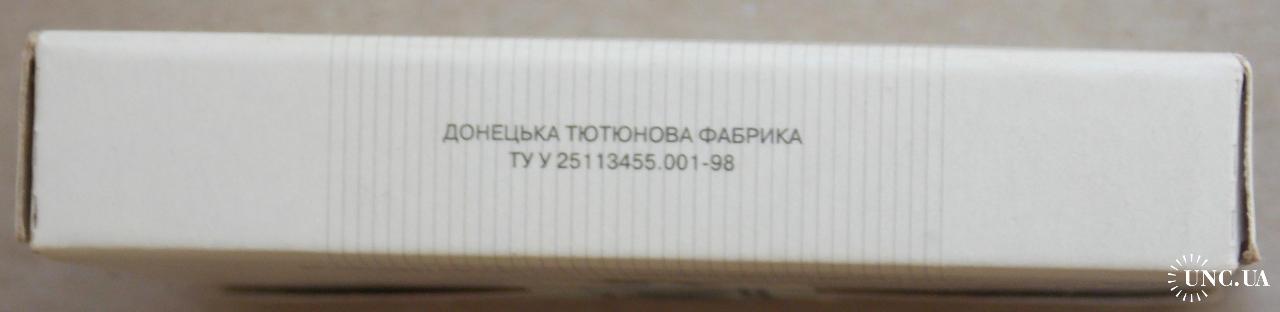 ДОНЕЦЬКА ТЮТЮНОВА ФАБРИКА
ТУ У 25113455.001-98
UNC.UA